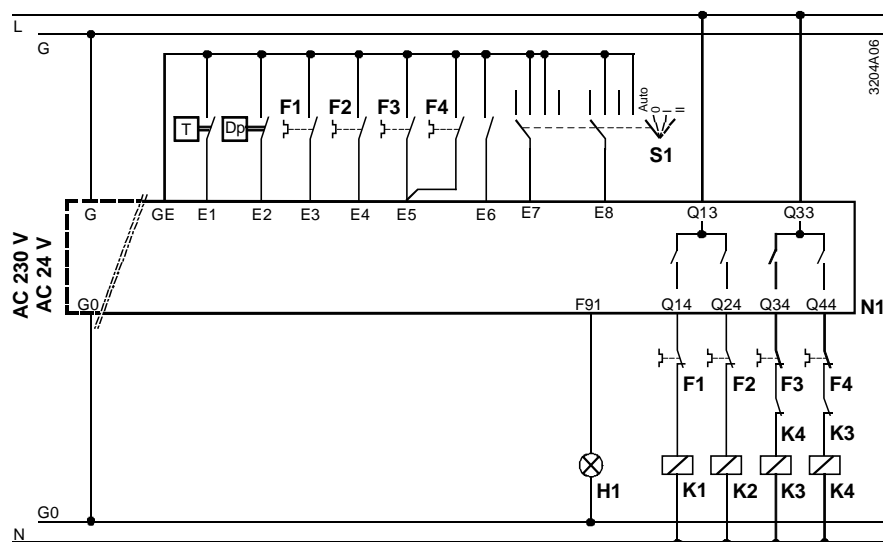 L
G
3204A06
F1 F2 F3 F4
Auto
0
I
II
T Dp
S1
G GE E1 E2 E3 E4 E5 E6 E7 E8 Q13 Q33
AC 230 V
AC 24 V
G0 F91 Q14 Q24 Q34 Q44 N1
F1 F2 F3 F4
K4 K3
H1 K1 K2 K3 K4
G0
N